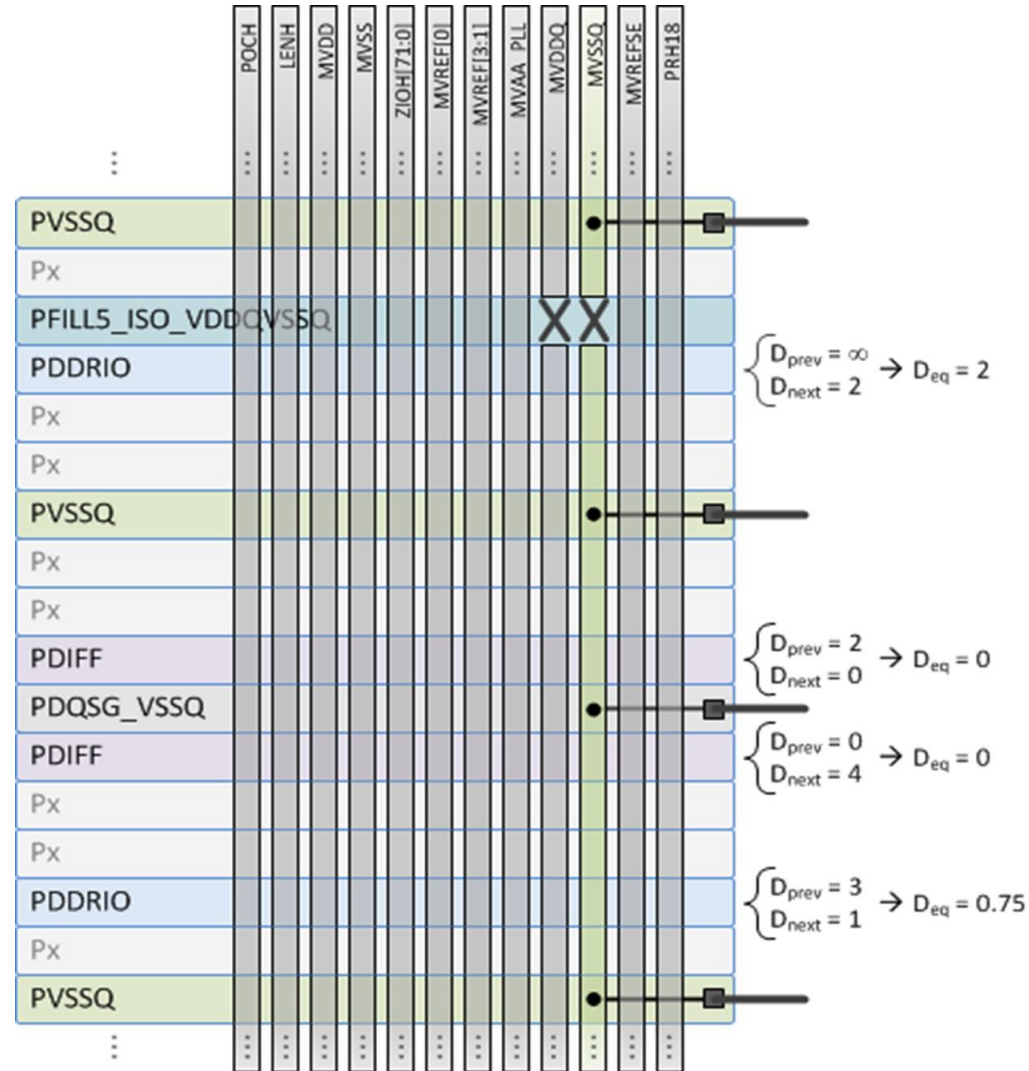 POCH
LENH
MVDD
MVSS
ZIOH[71:0]
MVREF[0]
MVREF[3:1]
MVAA PLL
MVDDQ
MVSSQ
MVREFSE
PRH18
PVSSQ
Px
PFILL5_ISO_VDDQVSSQ
PDDRIO
Dprev = ∞
Dnext = 2
→ Deq = 2
Px
Px
PVSSQ
Px
Px
PDIFF
Dprev = 2
Dnext = 0
→ Deq = 0
PDQSG_VSSQ
PDIFF
Dprev = 0
Dnext = 4
→ Deq = 0
Px
Px
PDDRIO
Dprev = 3
Dnext = 1
→ Deq = 0.75
Px
PVSSQ